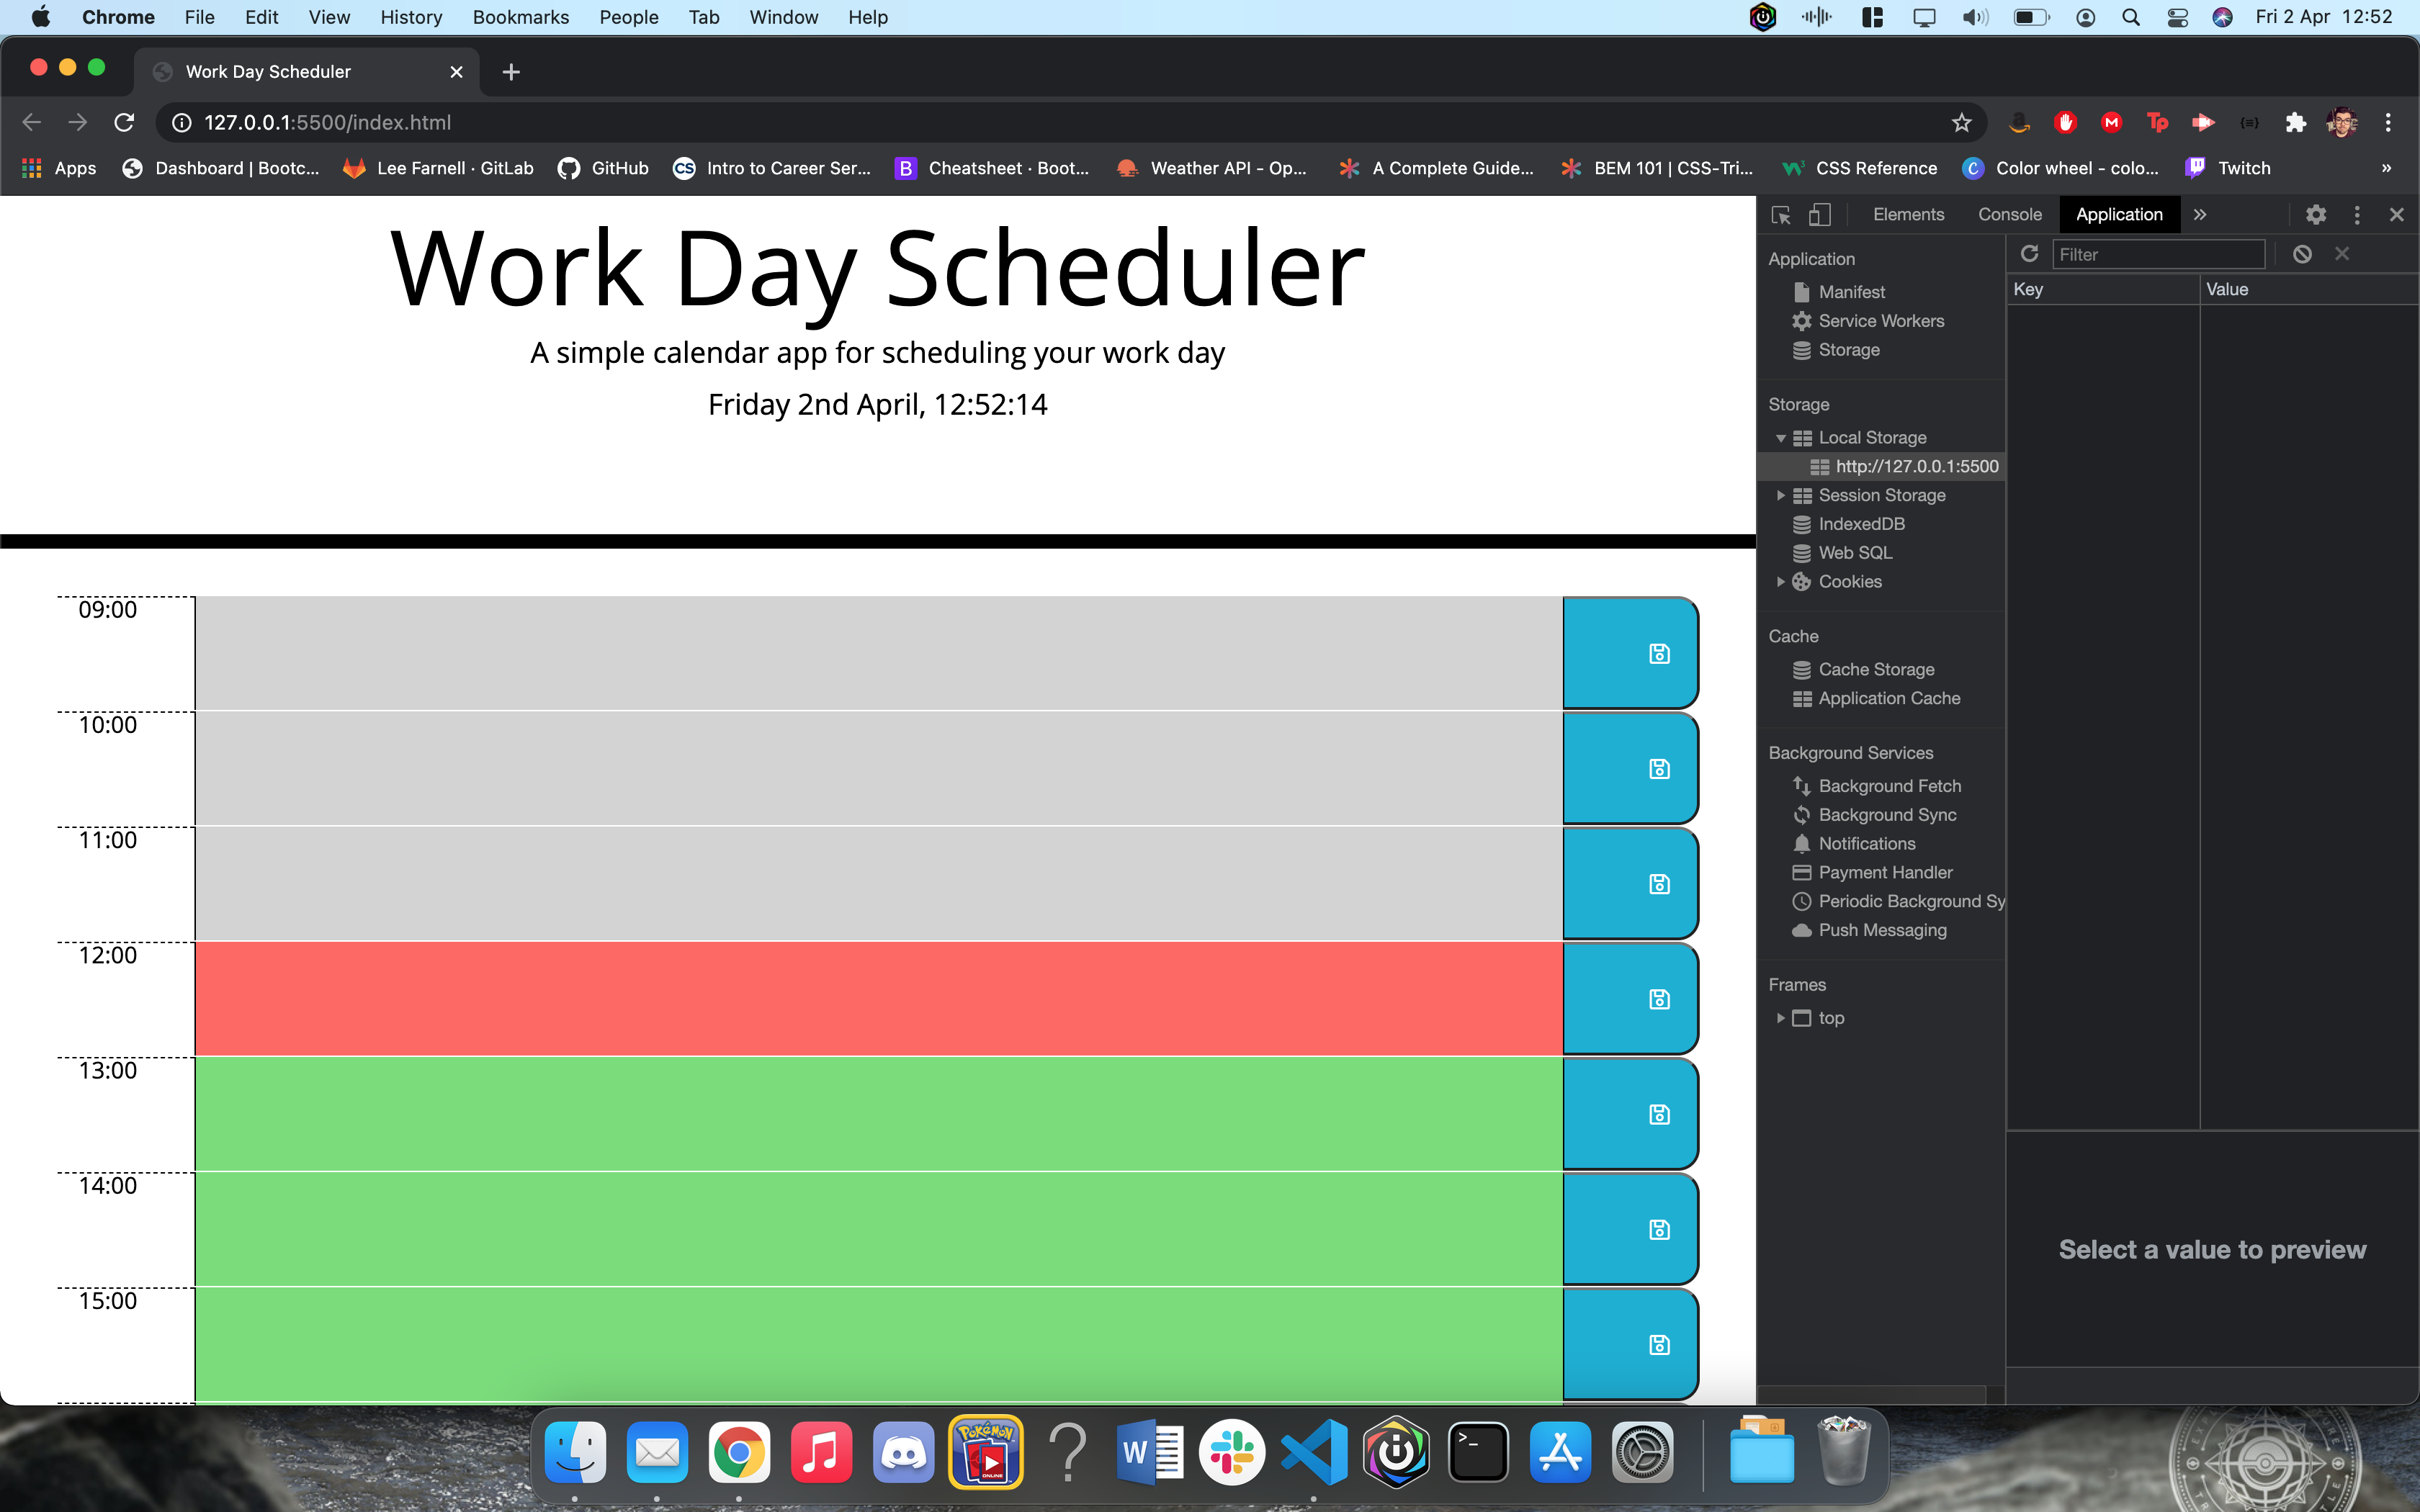 Chrome File Edit View History Bookmarks People Tab Window Help Fri 2 Apr 12:52
Work Day Scheduler
127.0.0.1:5500/index.html
Apps Dashboard | Bootc... Lee Farnell · GitLab GitHub CS Intro to Career Ser... B Cheatsheet · Boot... Weather API - Op... A Complete Guide... BEM 101 | CSS-Tri... CSS Reference Color wheel - colo... Twitch »
Elements Console Application »
Filter
Key Value
Application
Manifest
Service Workers
Storage
Storage
Local Storage
http://127.0.0.1:5500
Session Storage
IndexedDB
Web SQL
Cookies
Cache
Cache Storage
Application Cache
Background Services
Background Fetch
Background Sync
Notifications
Payment Handler
Periodic Background Sy
Push Messaging
Frames
top
Select a value to preview
Work Day Scheduler
A simple calendar app for scheduling your work day
Friday 2nd April, 12:52:14
09:00
10:00
11:00
12:00
13:00
14:00
15:00
POKéMON
ONLINE
?
W
>_